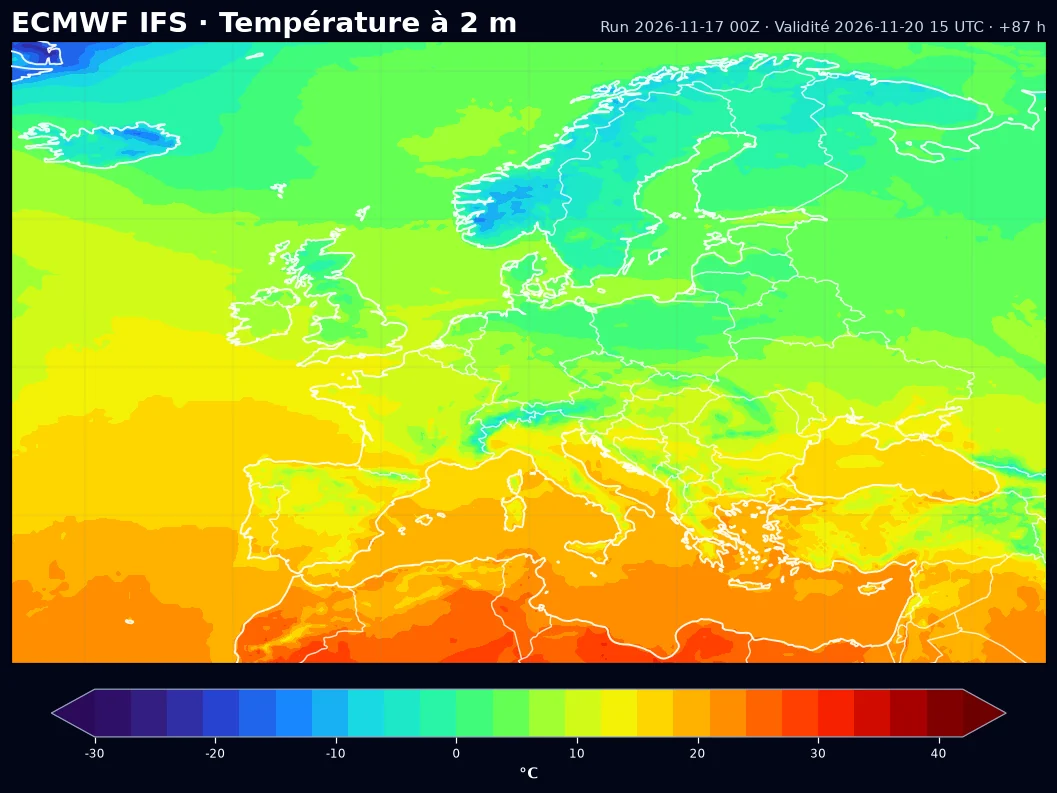 ECMWF IFS · Température à 2 m
Run 2026-11-17 00Z · Validité 2026-11-20 15 UTC · +87 h
-30 -20 -10 0 10 20 30 40
°C